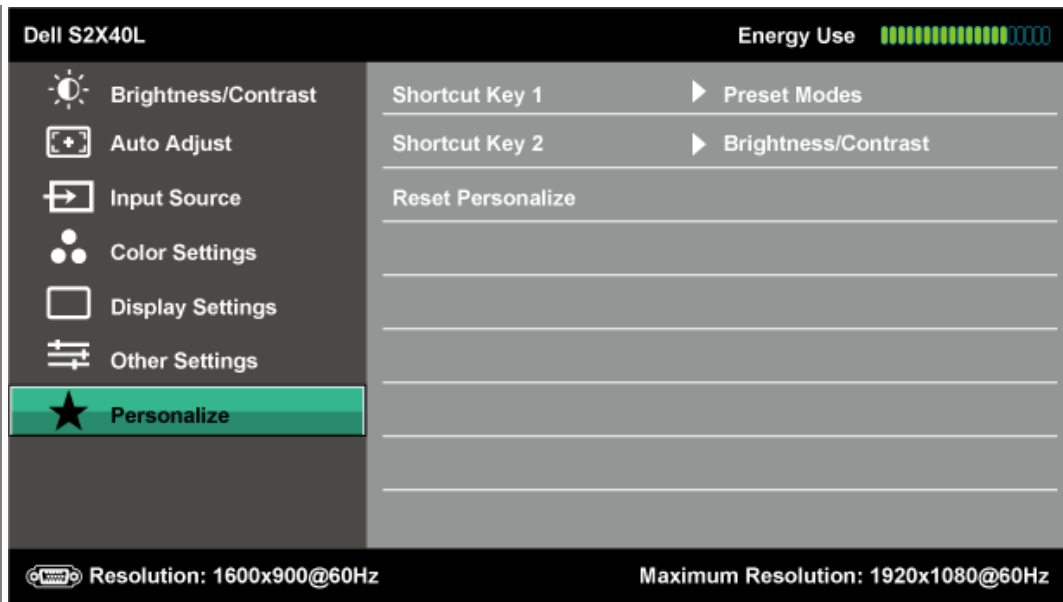 Dell S2X40L
Energy Use
Brightness/Contrast
Auto Adjust
Input Source
Color Settings
Display Settings
Other Settings
Personalize
Shortcut Key 1 Preset Modes
Shortcut Key 2 Brightness/Contrast
Reset Personalize
Resolution: 1600x900@60Hz
Maximum Resolution: 1920x1080@60Hz